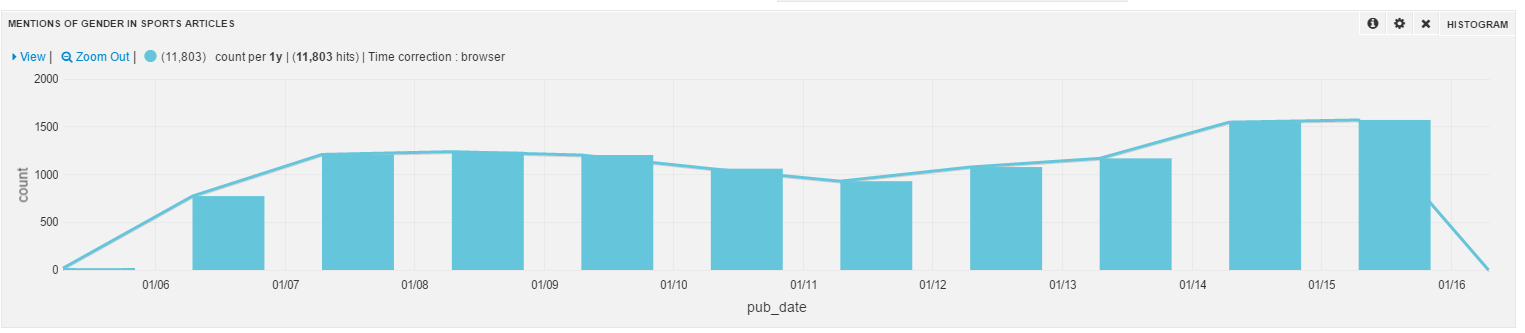 MENTIONS OF GENDER IN SPORTS ARTICLES HISTOGRAM
View | Zoom Out | (11,803) count per 1y | (11,803 hits) | Time correction : browser
2000
1500
1000
500
0
count
01/06 01/07 01/08 01/09 01/10 01/11 01/12 01/13 01/14 01/15 01/16
pub_date